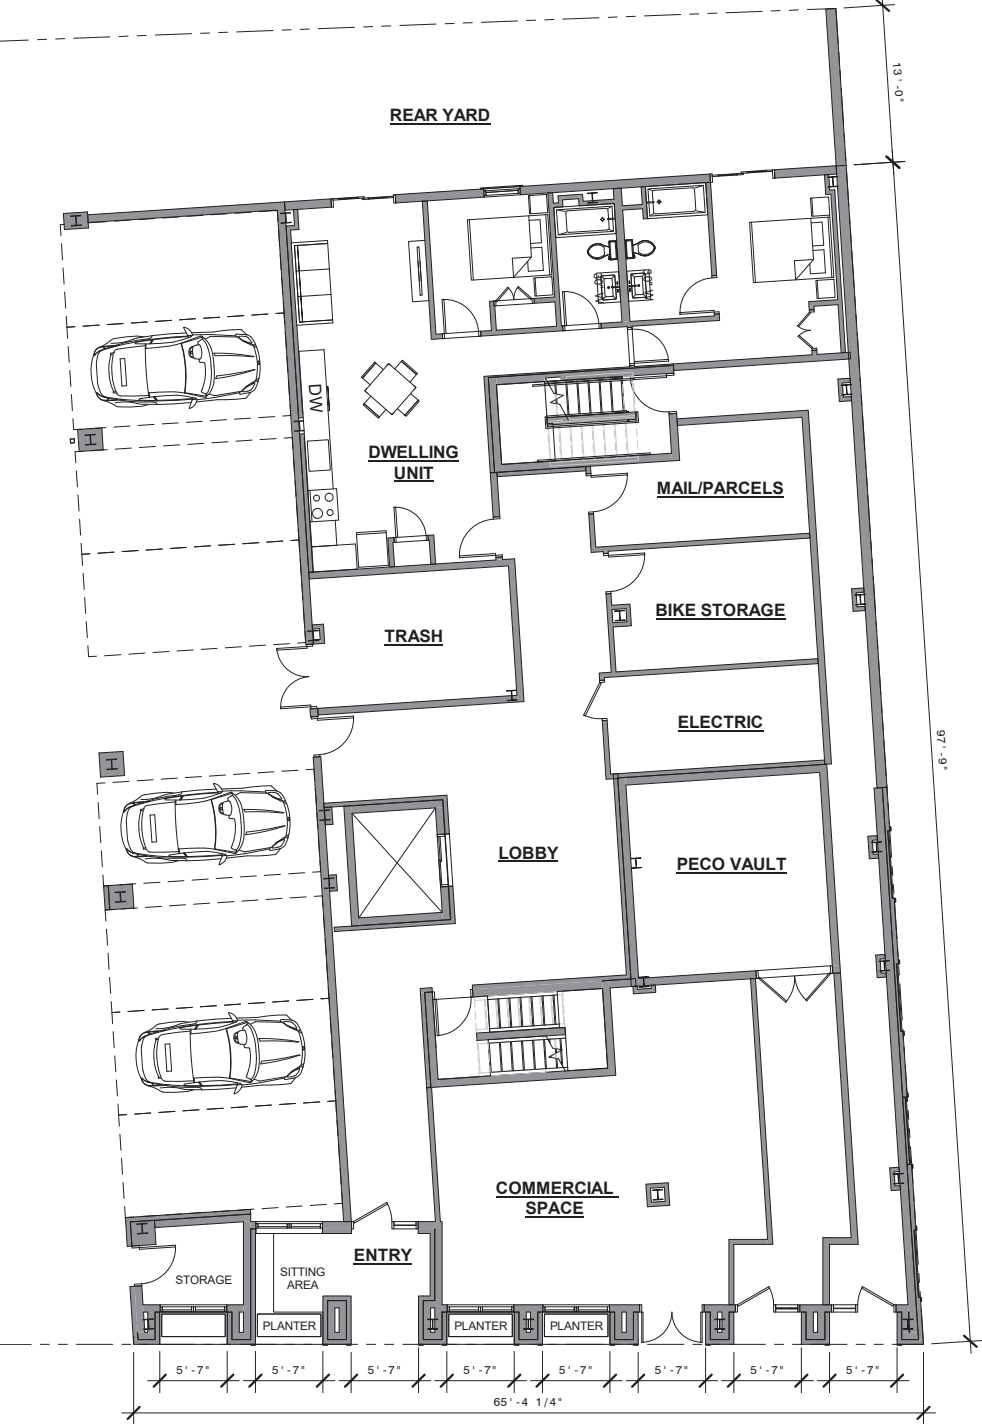 13'-0"
REAR YARD
DW
DWELLING
UNIT
MAIL/PARCELS
BIKE STORAGE
TRASH
ELECTRIC
97'-9"
LOBBY
PECO VAULT
COMMERCIAL
SPACE
ENTRY
STORAGE
SITTING
AREA
PLANTER
PLANTER
PLANTER
5'-7"
5'-7"
5'-7"
5'-7"
5'-7"
5'-7"
5'-7"
5'-7"
65'-4 1/4"